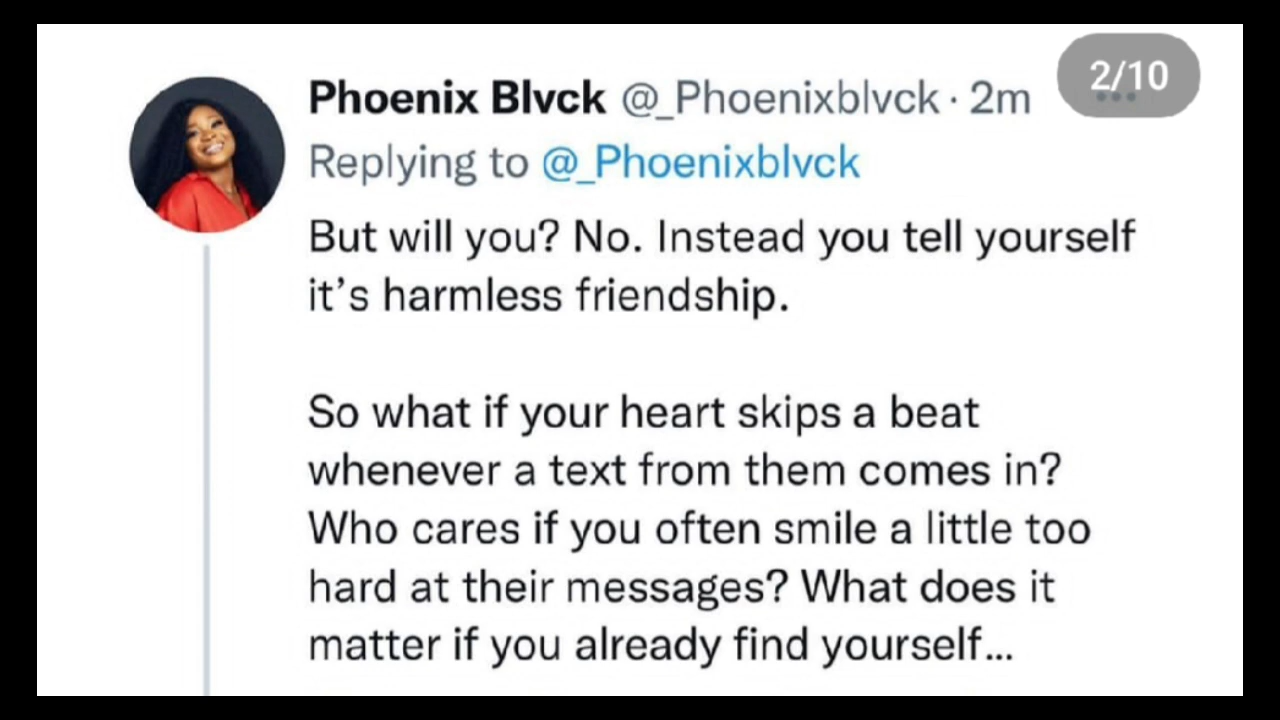 Phoenix Blvck @_Phoenixblvck · 2m
2/10
Replying to @_Phoenixblvck
But will you? No. Instead you tell yourself
it’s harmless friendship.
So what if your heart skips a beat
whenever a text from them comes in?
Who cares if you often smile a little too
hard at their messages? What does it
matter if you already find yourself...